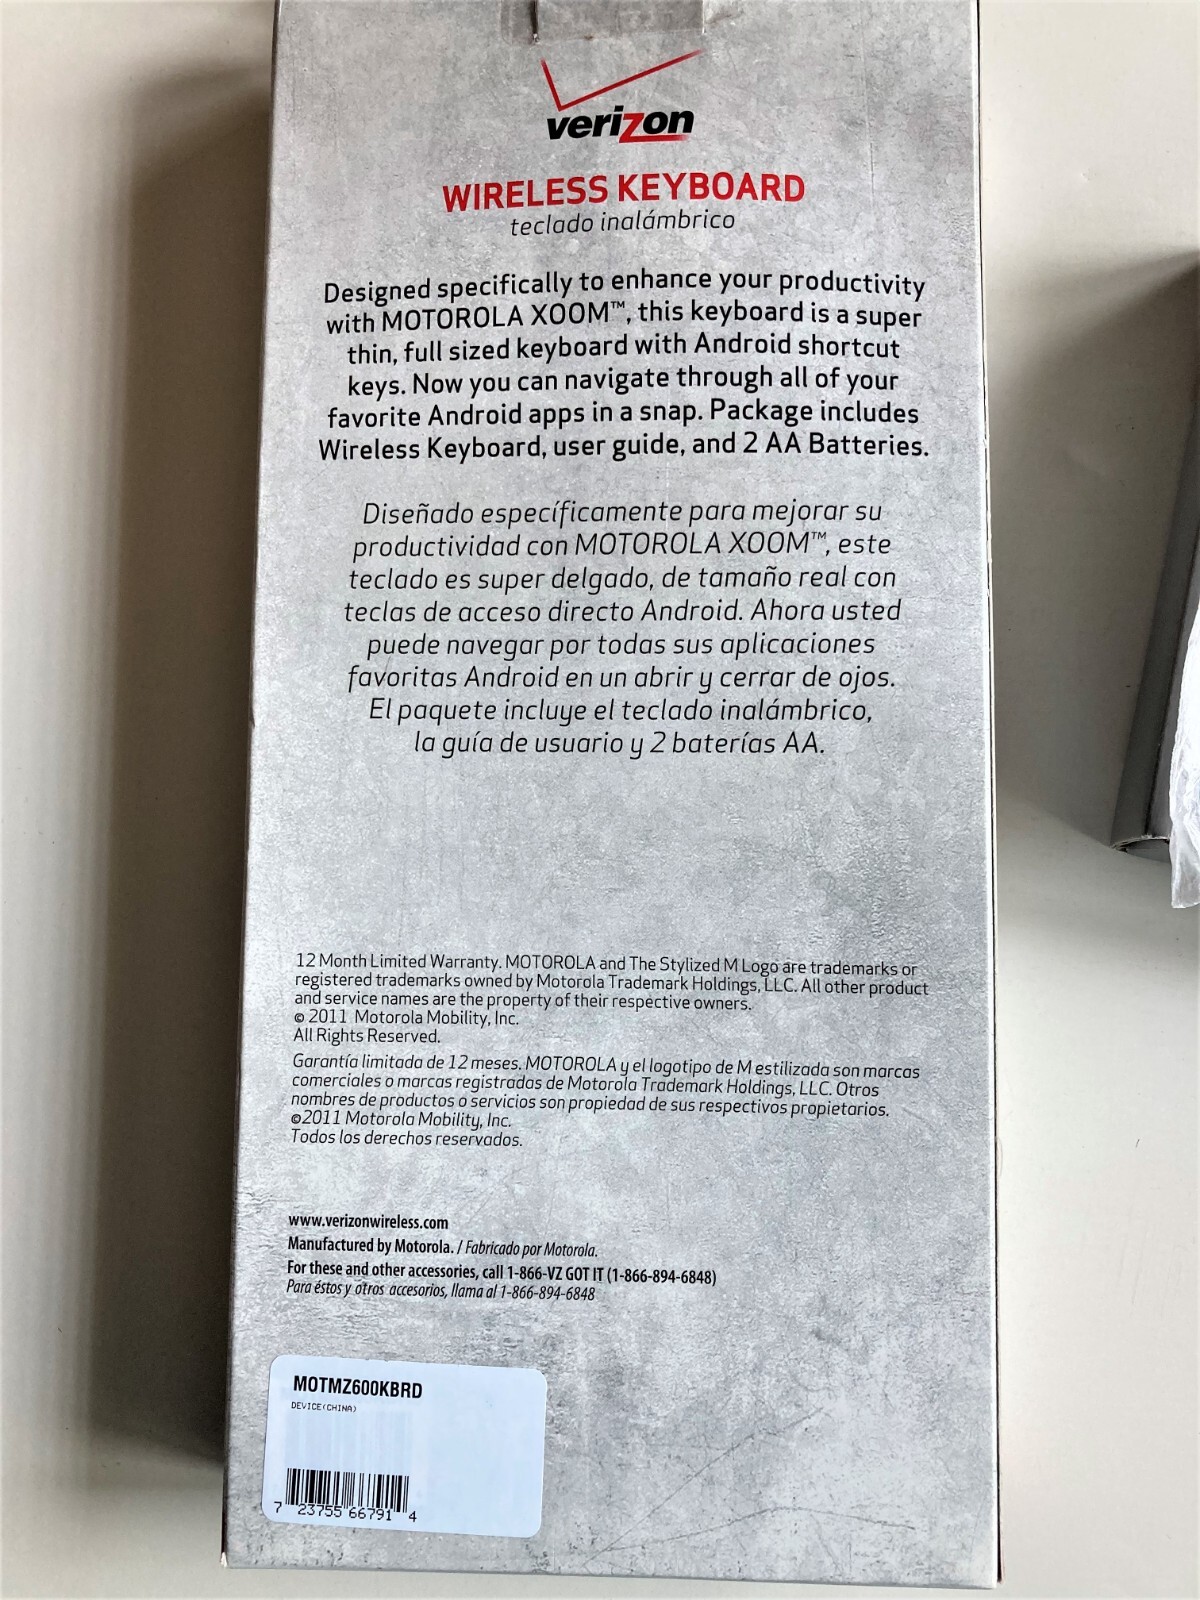 verizon
WIRELESS KEYBOARD
teclado inalámbrico
Designed specifically to enhance your productivity
with MOTOROLA XOOM™, this keyboard is a super
thin, full sized keyboard with Android shortcut
keys. Now you can navigate through all of your
favorite Android apps in a snap. Package includes
Wireless Keyboard, user guide, and 2 AA Batteries.
Diseñado específicamente para mejorar su
productividad con MOTOROLA XOOM™, este
teclado es super delgado, de tamaño real con
teclas de acceso directo Android. Ahora usted
puede navegar por todas sus aplicaciones
favoritas Android en un abrir y cerrar de ojos.
El paquete incluye el teclado inalámbrico,
la guía de usuario y 2 baterías AA.
12 Month Limited Warranty. MOTOROLA and The Stylized M Logo are trademarks or
registered trademarks owned by Motorola Trademark Holdings, LLC. All other product
and service names are the property of their respective owners.
© 2011 Motorola Mobility, Inc.
All Rights Reserved.
Garantía limitada de 12 meses. MOTOROLA y el logotipo de M estilizada son marcas
comerciales o marcas registradas de Motorola Trademark Holdings, LLC. Otros
nombres de productos o servicios son propiedad de sus respectivos propietarios.
©2011 Motorola Mobility, Inc.
Todos los derechos reservados.
www.verizonwireless.com
Manufactured by Motorola. / Fabricado por Motorola.
For these and other accessories, call 1-866-VZ GOT IT (1-866-894-6848)
Para éstos y otros accesorios, llama al 1-866-894-6848
MOTMZ600KBRD
DEVICE(CHINA)
7 23755 66791 4